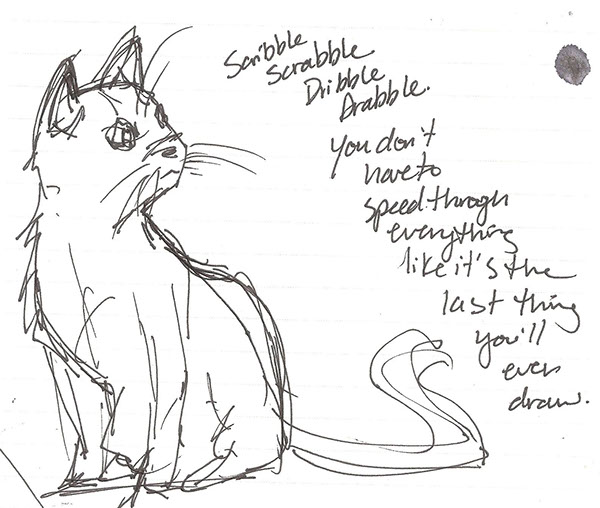 Scribble
Scrabble.
Dribble
Drabble.
You don't
have to
speed through
everything
like it's the
last thing
you'll
ever
draw.